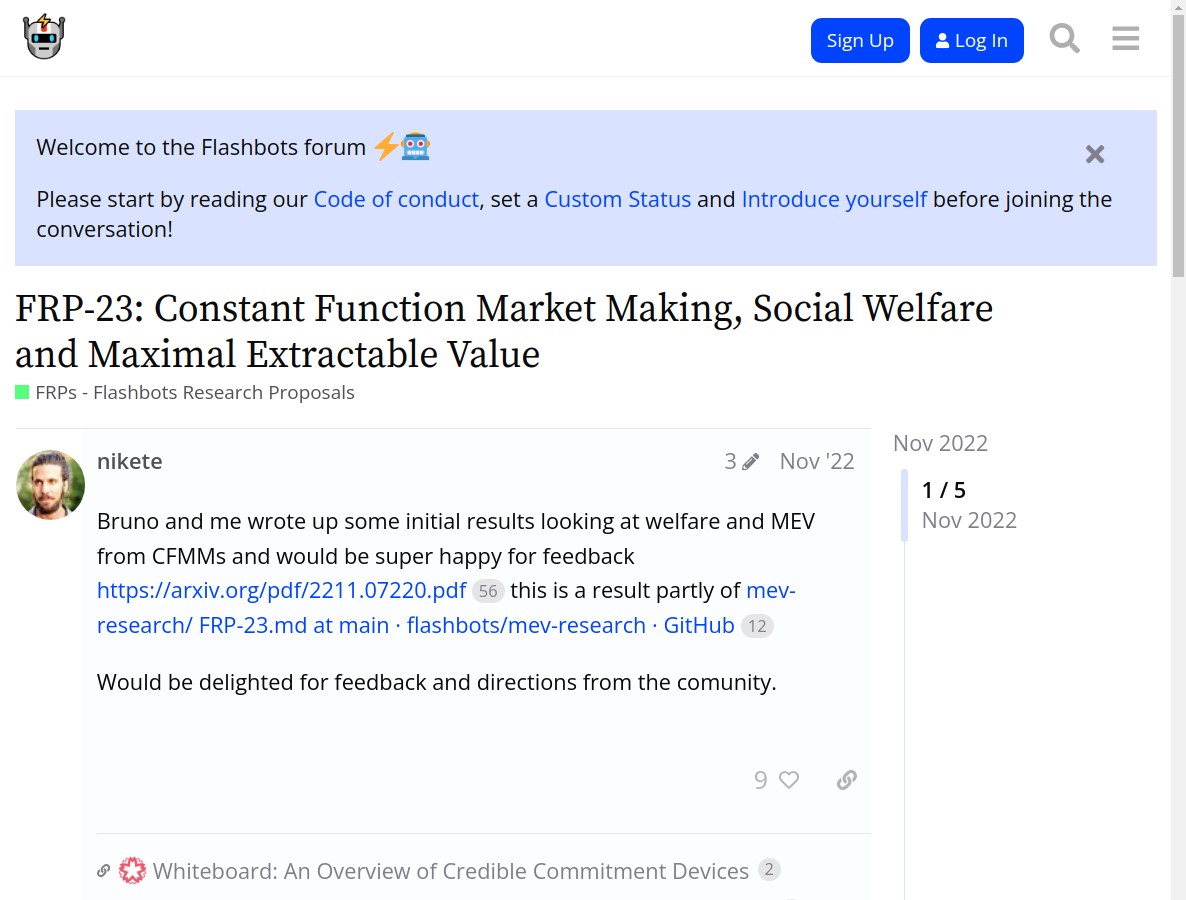 Sign Up
Log In
Welcome to the Flashbots forum
Please start by reading our Code of conduct, set a Custom Status and Introduce yourself before joining the
conversation!
FRP-23: Constant Function Market Making, Social Welfare
and Maximal Extractable Value
FRPs - Flashbots Research Proposals
nikete
3
Nov '22
Nov 2022
1 / 5
Nov 2022
Bruno and me wrote up some initial results looking at welfare and MEV
from CFMMs and would be super happy for feedback
https://arxiv.org/pdf/2211.07220.pdf 56 this is a result partly of mev-
research/ FRP-23.md at main · flashbots/mev-research · GitHub 12
Would be delighted for feedback and directions from the comunity.
9
Whiteboard: An Overview of Credible Commitment Devices 2